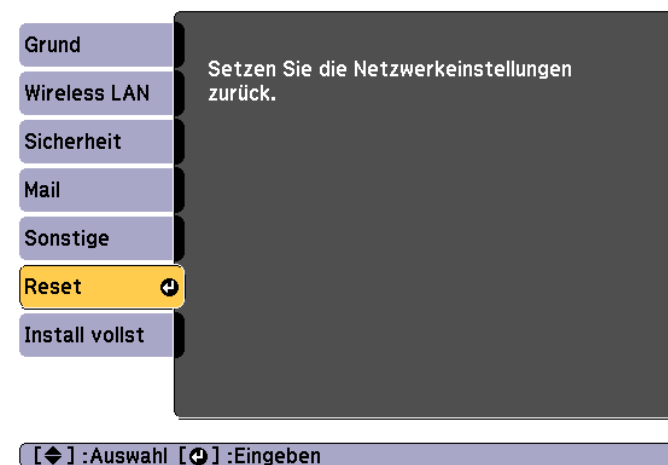 Grund
Wireless LAN
Sicherheit
Mail
Sonstige
Reset
Install vollst
Setzen Sie die Netzwerkeinstellungen
zurück.
[◆] :Auswahl [⏎] :Eingeben